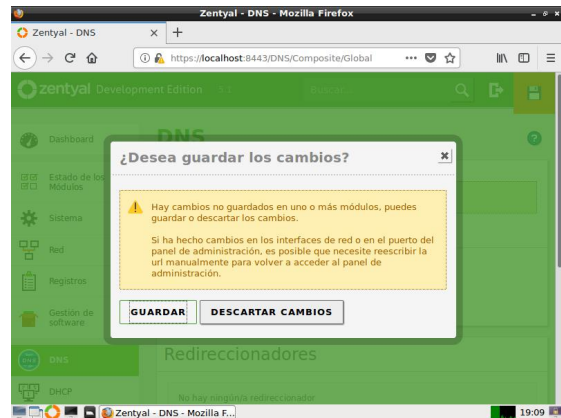 Zentyal - DNS - Mozilla Firefox
Zentyal - DNS
https://localhost:8443/DNS/Composite/Global
zentyal Development Edition 5.1
Buscar...
Dashboard
Estado de los
Módulos
Sistema
Red
Registros
Gestión de
software
DNS
DHCP
DNS
¿Desea guardar los cambios?
Hay cambios no guardados en uno o más módulos, puedes
guardar o descartar los cambios.
Si ha hecho cambios en los interfaces de red o en el puerto del
panel de administración, es posible que necesite reescribir la
url manualmente para volver a acceder al panel de
administración.
GUARDAR
DESCARTAR CAMBIOS
Redireccionadores
No hay ningún/a redireccionador
Zentyal - DNS - Mozilla F...
19:09